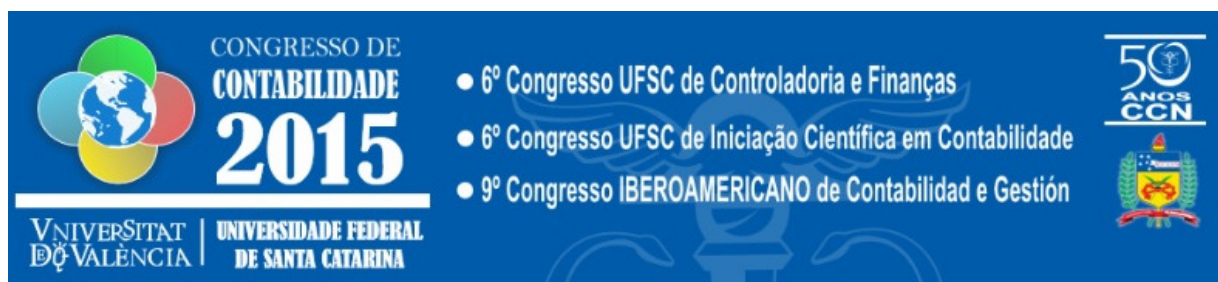 CONGRESSO DE
CONTABILIDADE
2015
VNIVERSITAT
DE VALÈNCIA
UNIVERSIDADE FEDERAL
DE SANTA CATARINA
● 6º Congresso UFSC de Controladoria e Finanças
● 6º Congresso UFSC de Iniciação Científica em Contabilidade
● 9º Congresso IBEROAMERICANO de Contabilidad e Gestión
50
ANOS
CCN